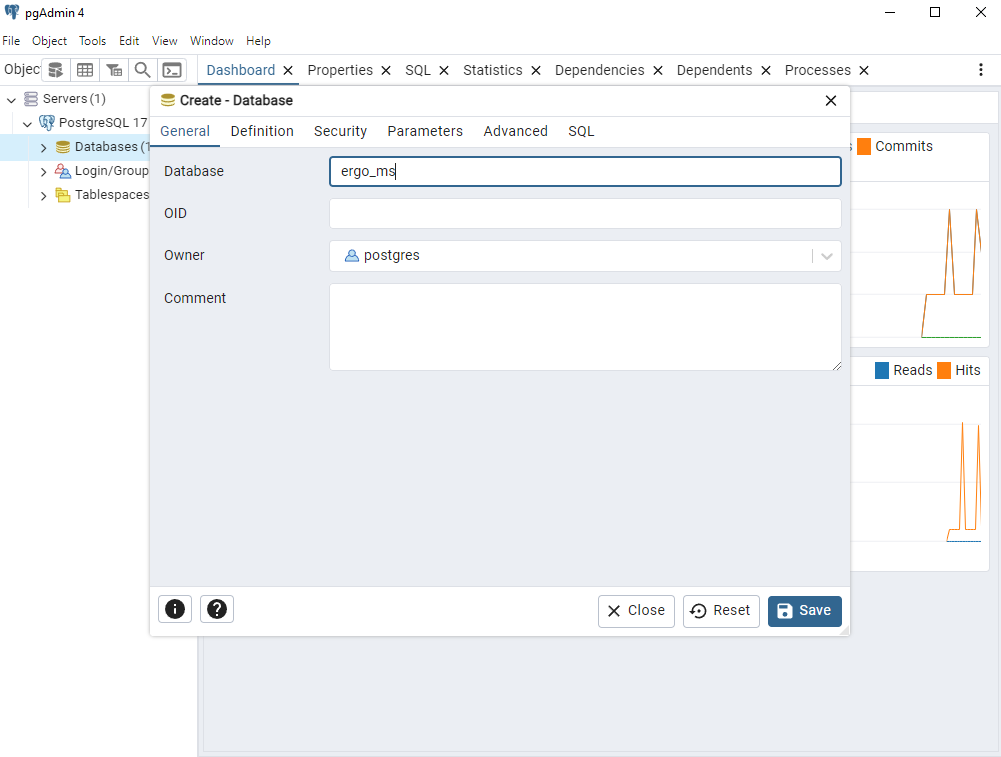 pgAdmin 4
File Object Tools Edit View Window Help
Objec
Dashboard Properties SQL Statistics Dependencies Dependents Processes
Servers (1)
PostgreSQL 17
Databases (1
Login/Group
Tablespaces
Create - Database
General Definition Security Parameters Advanced SQL
Database ergo_ms
OID
Owner postgres
Comment
Close Reset Save
s Commits
Reads Hits